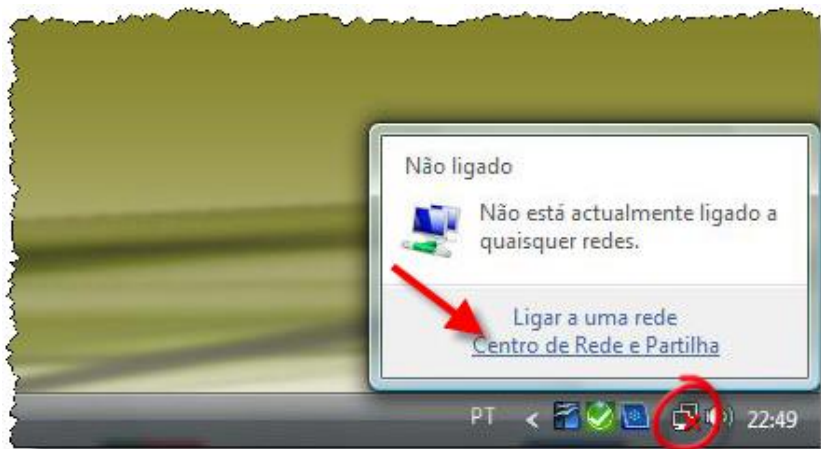 Não ligado
Não está actualmente ligado a
quaisquer redes.
Ligar a uma rede
Centro de Rede e Partilha
PT < 22:49